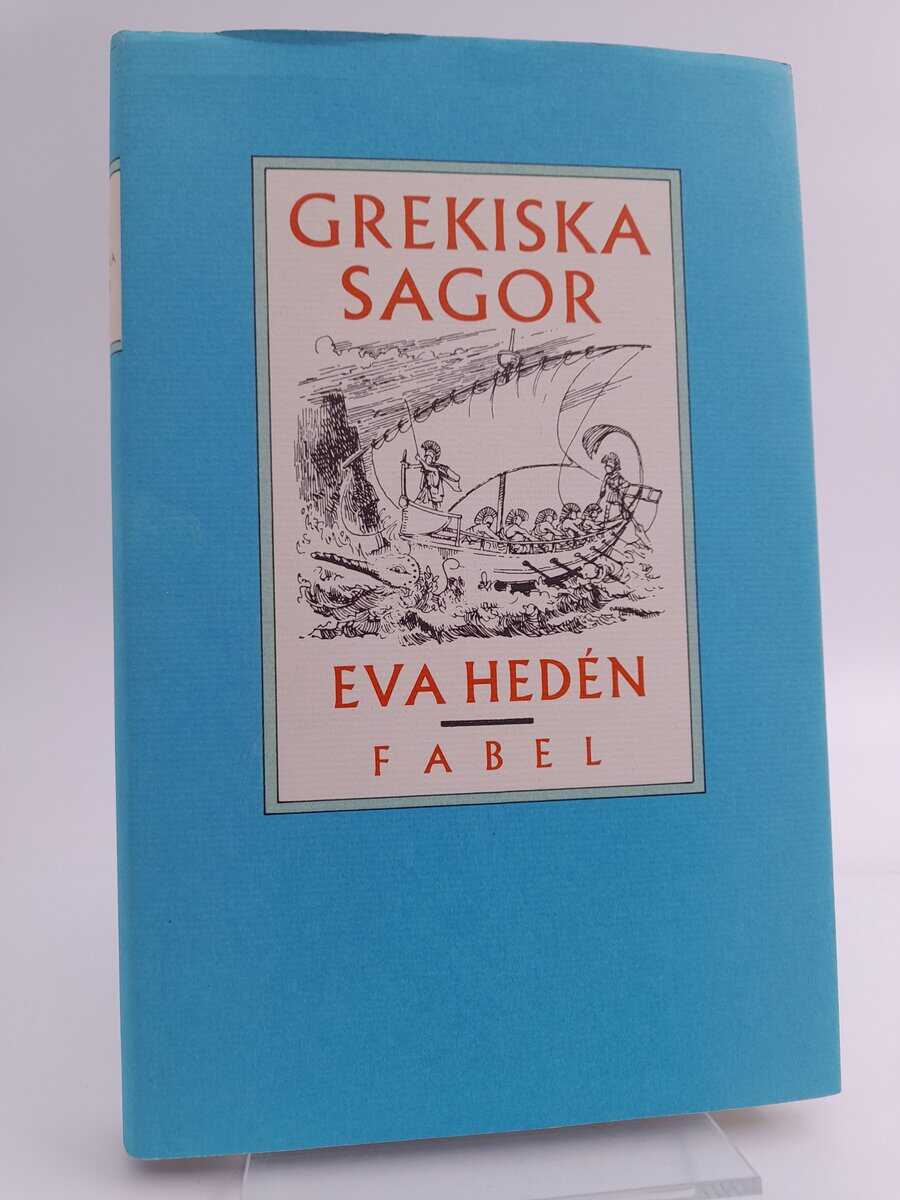 GREKISKA
SAGOR
EVA HEDÉN
FABEL